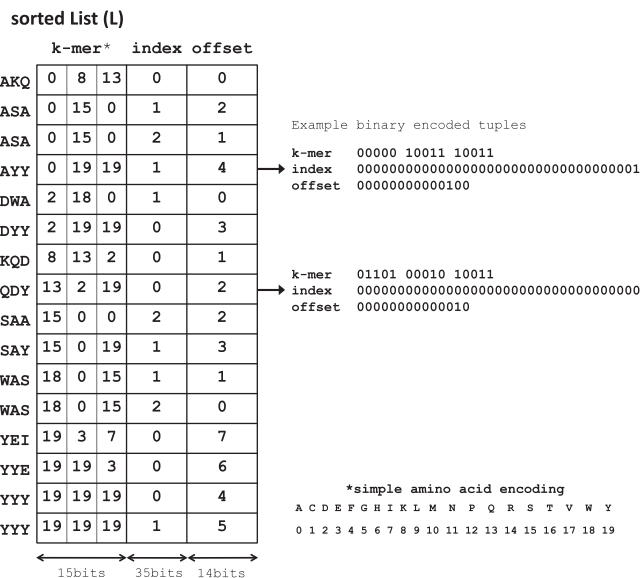 sorted List (L)
k-mer* index offset
AKQ 0 8 13 0 0
ASA 0 15 0 1 2
ASA 0 15 0 2 1
AYY 0 19 19 1 4
DWA 2 18 0 1 0
DYY 2 19 19 0 3
KQD 8 13 2 0 1
QDY 13 2 19 0 2
SAA 15 0 0 2 2
SAY 15 0 19 1 3
WAS 18 0 15 1 1
WAS 18 0 15 2 0
YEI 19 3 7 0 7
YYE 19 19 3 0 6
YYY 19 19 19 0 4
YYY 19 19 19 1 5
15bits 35bits 14bits
Example binary encoded tuples
k-mer 00000 10011 10011
index 00000000000000000000000000000000001
offset 00000000000100
k-mer 01101 00010 10011
index 00000000000000000000000000000000000
offset 00000000000010
*simple amino acid encoding
A C D E F G H I K L M N P Q R S T V W Y
0 1 2 3 4 5 6 7 8 9 10 11 12 13 14 15 16 17 18 19